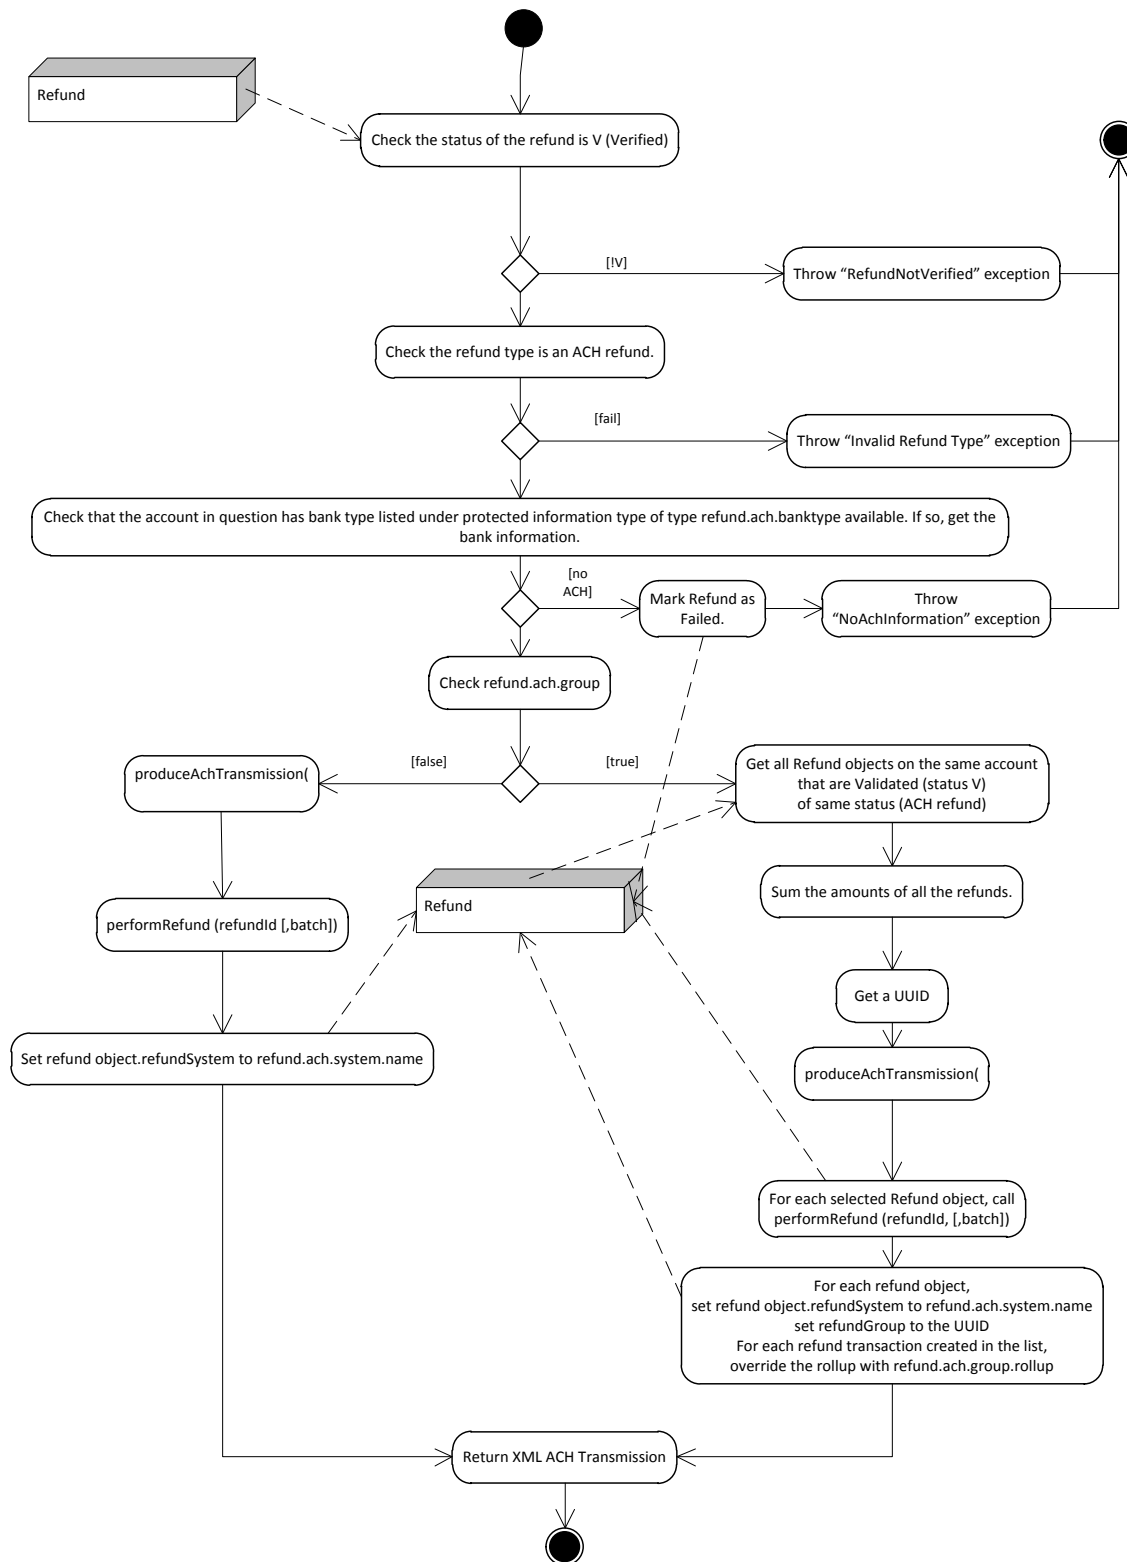 Refund
Check the status of the refund is V (Verified)
[!V]
Throw “RefundNotVerified” exception
Check the refund type is an ACH refund.
[fail]
Throw “Invalid Refund Type” exception
Check that the account in question has bank type listed under protected information type of type refund.ach.banktype available. If so, get the
bank information.
[no
ACH]
Mark Refund as
Failed.
Throw
“NoAchInformation” exception
Check refund.ach.group
[false]
[true]
produceAchTransmission(
Get all Refund objects on the same account
that are Validated (status V)
of same status (ACH refund)
Refund
Sum the amounts of all the refunds.
performRefund (refundId [,batch])
Get a UUID
Set refund object.refundSystem to refund.ach.system.name
produceAchTransmission(
For each selected Refund object, call
performRefund (refundId, [,batch])
For each refund object,
set refund object.refundSystem to refund.ach.system.name
set refundGroup to the UUID
For each refund transaction created in the list,
override the rollup with refund.ach.group.rollup
Return XML ACH Transmission